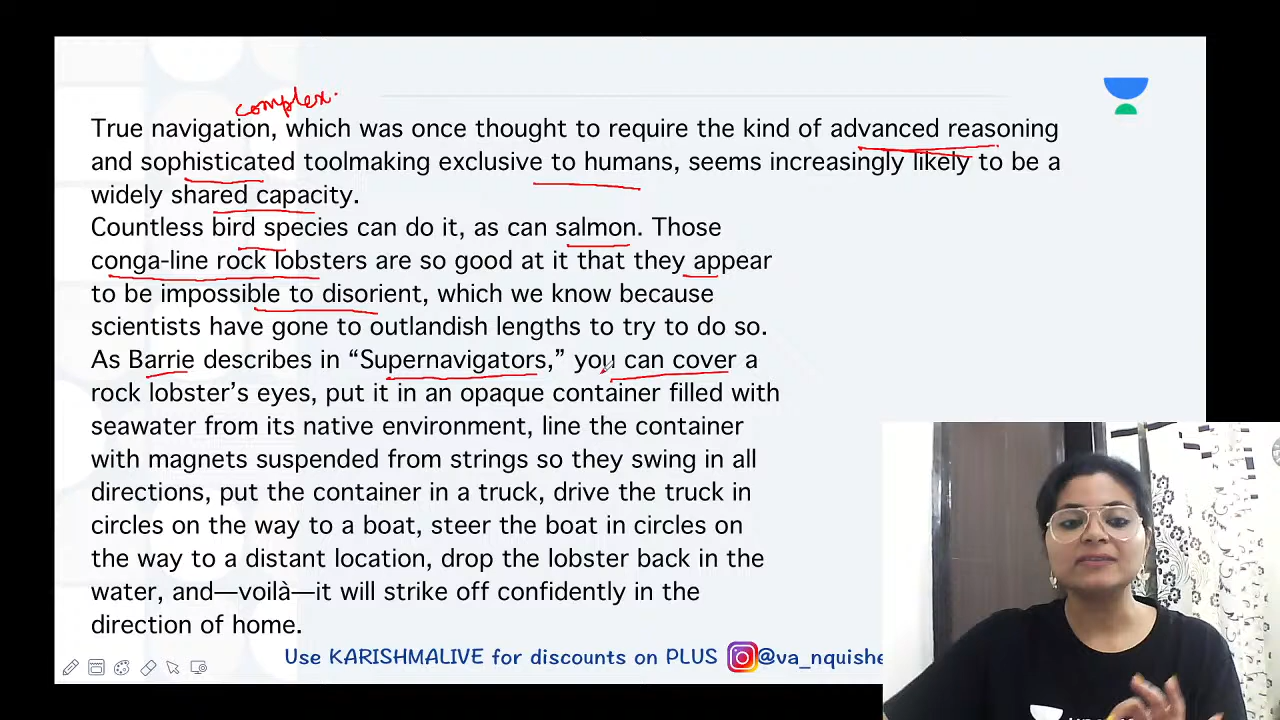 complex.
True navigation, which was once thought to require the kind of advanced reasoning
and sophisticated toolmaking exclusive to humans, seems increasingly likely to be a
widely shared capacity.
Countless bird species can do it, as can salmon. Those
conga-line rock lobsters are so good at it that they appear
to be impossible to disorient, which we know because
scientists have gone to outlandish lengths to try to do so.
As Barrie describes in “Supernavigators,” you can cover a
rock lobster’s eyes, put it in an opaque container filled with
seawater from its native environment, line the container
with magnets suspended from strings so they swing in all
directions, put the container in a truck, drive the truck in
circles on the way to a boat, steer the boat in circles on
the way to a distant location, drop the lobster back in the
water, and—voilà—it will strike off confidently in the
direction of home.
Use KARISHMALIVE for discounts on PLUS @va_nquishe